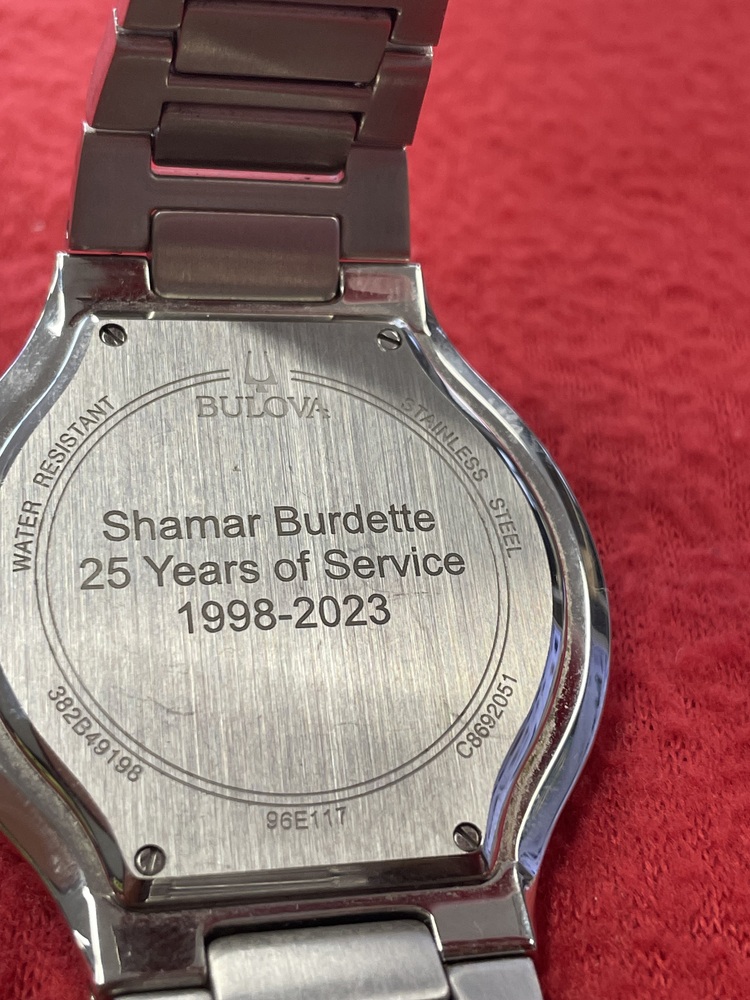 BULOVA
WATER RESISTANT
STAINLESS STEEL
Shamar Burdette
25 Years of Service
1998-2023
382B49198
C8692051
96E117